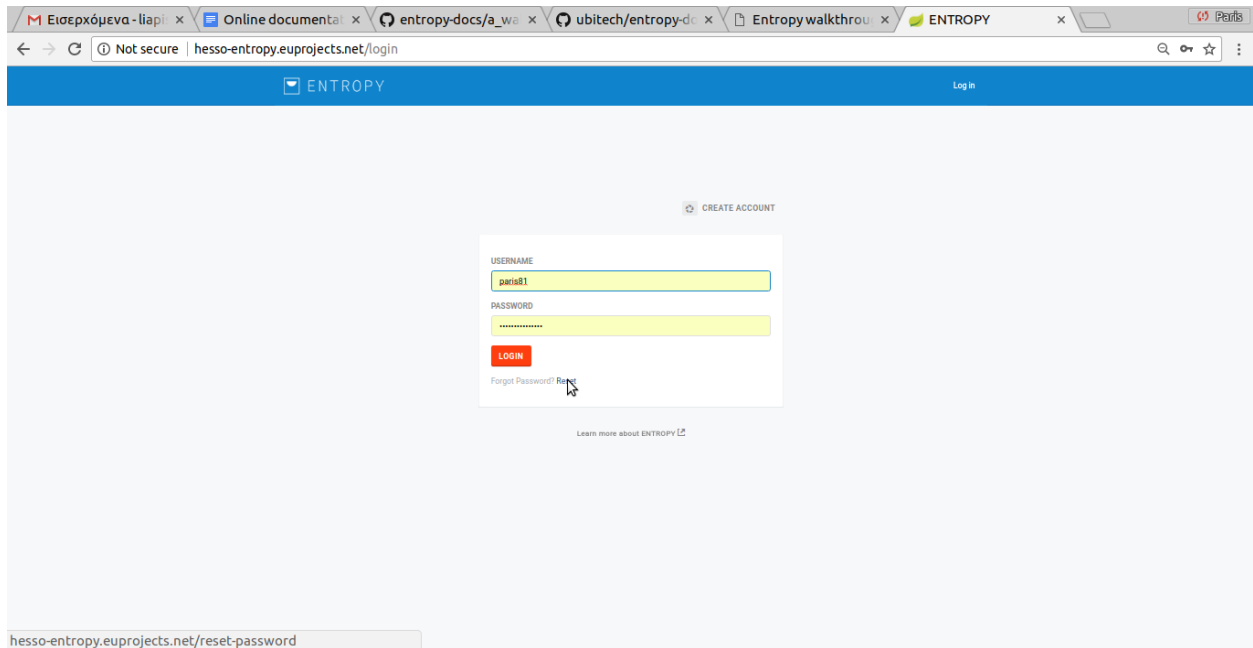 Εισερχόμενα - liapi
Online documentat
entropy-docs/a_wa
ubitech/entropy-do
Entropy walkthrou
ENTROPY
Paris
Not secure | hesso-entropy.euprojects.net/login
ENTROPY
Log in
CREATE ACCOUNT
USERNAME
paris81
PASSWORD
•••••••••••••••
LOGIN
Forgot Password? Reset
Learn more about ENTROPY
hesso-entropy.euprojects.net/reset-password